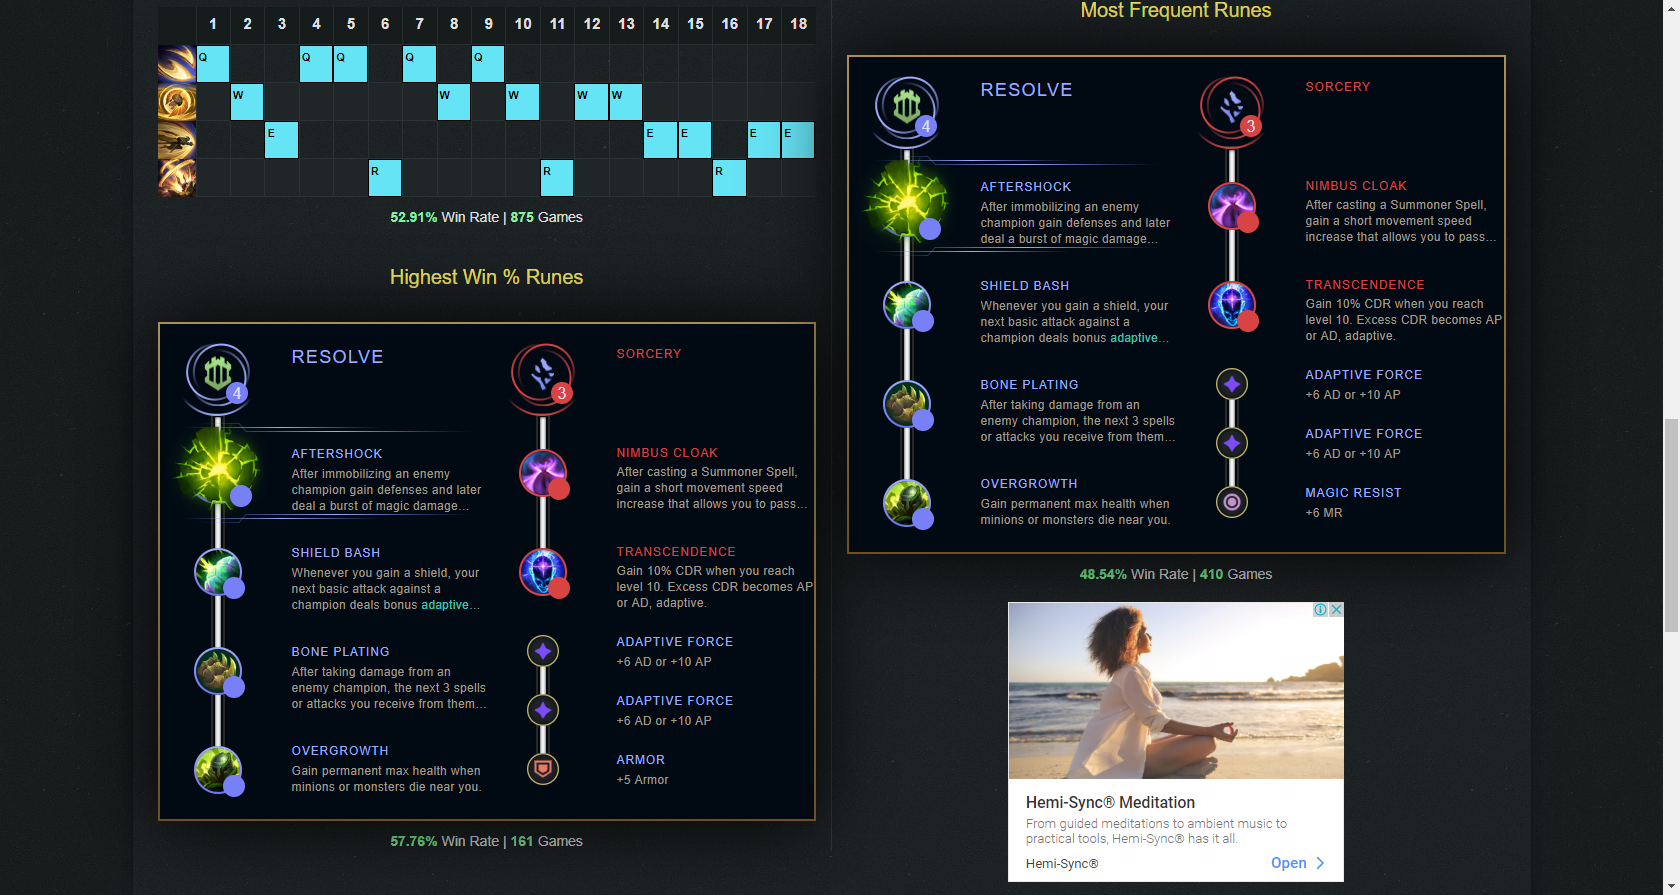 1 2 3 4 5 6 7 8 9 10 11 12 13 14 15 16 17 18
Q Q Q Q Q
W W W W W
E E E E E
R R R
52.91% Win Rate | 875 Games
Highest Win % Runes
4
RESOLVE
3
SORCERY
AFTERSHOCK
After immobilizing an enemy
champion gain defenses and later
deal a burst of magic damage...
NIMBUS CLOAK
After casting a Summoner Spell,
gain a short movement speed
increase that allows you to pass...
SHIELD BASH
Whenever you gain a shield, your
next basic attack against a
champion deals bonus adaptive...
TRANSCENDENCE
Gain 10% CDR when you reach
level 10. Excess CDR becomes AP
or AD, adaptive.
BONE PLATING
After taking damage from an
enemy champion, the next 3 spells
or attacks you receive from them...
ADAPTIVE FORCE
+6 AD or +10 AP
ADAPTIVE FORCE
+6 AD or +10 AP
OVERGROWTH
Gain permanent max health when
minions or monsters die near you.
ARMOR
+5 Armor
57.76% Win Rate | 161 Games
Most Frequent Runes
4
RESOLVE
3
SORCERY
AFTERSHOCK
After immobilizing an enemy
champion gain defenses and later
deal a burst of magic damage...
NIMBUS CLOAK
After casting a Summoner Spell,
gain a short movement speed
increase that allows you to pass...
SHIELD BASH
Whenever you gain a shield, your
next basic attack against a
champion deals bonus adaptive...
TRANSCENDENCE
Gain 10% CDR when you reach
level 10. Excess CDR becomes AP
or AD, adaptive.
BONE PLATING
After taking damage from an
enemy champion, the next 3 spells
or attacks you receive from them...
ADAPTIVE FORCE
+6 AD or +10 AP
ADAPTIVE FORCE
+6 AD or +10 AP
OVERGROWTH
Gain permanent max health when
minions or monsters die near you.
MAGIC RESIST
+6 MR
48.54% Win Rate | 410 Games
Hemi-Sync® Meditation
From guided meditations to ambient music to
practical tools, Hemi-Sync® has it all.
Hemi-Sync®
Open